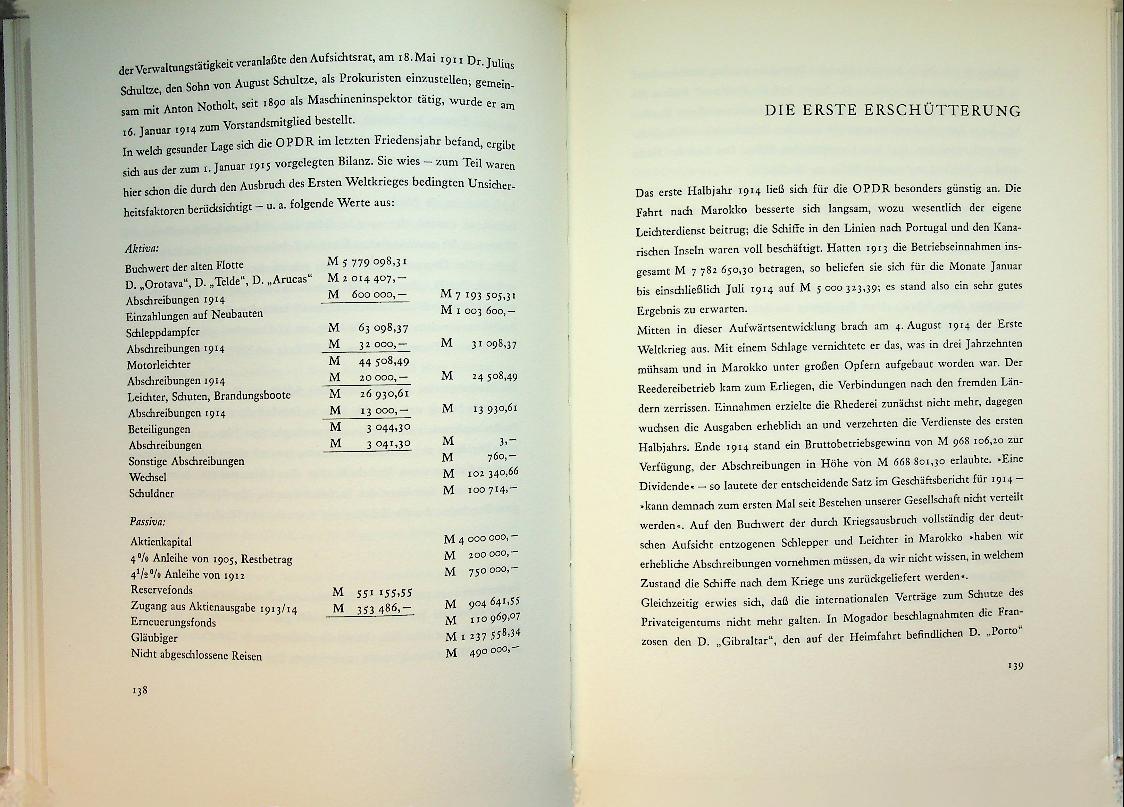 der Verwaltungstätigkeit veranlaßte den Aufsichtsrat, am 18. Mai 1911 Dr. Julius
Schultze, den Sohn von August Schultze, als Prokuristen einzustellen; gemein-
sam mit Anton Notholt, seit 1890 als Maschineninspektor tätig, wurde er am
16. Januar 1914 zum Vorstandsmitglied bestellt.
In welch gesunder Lage sich die OPDR im letzten Friedensjahr befand, ergibt
sich aus der zum 1. Januar 1915 vorgelegten Bilanz. Sie wies – zum Teil waren
hier schon die durch den Ausbruch des Ersten Weltkrieges bedingten Unsicher-
heitsfaktoren berücksichtigt – u. a. folgende Werte aus:
Aktiva:
Buchwert der alten Flotte M 5 779 098,31
D. „Orotava“, D. „Telde“, D. „Arucas“ M 2 014 407,–
Abschreibungen 1914 M 600 000,– M 7 193 505,31
Einzahlungen auf Neubauten M 1 003 600,–
Schleppdampfer M 63 098,37
Abschreibungen 1914 M 32 000,– M 31 098,37
Motorleichter M 44 508,49
Abschreibungen 1914 M 20 000,– M 24 508,49
Leichter, Schuten, Brandungsboote M 26 930,61
Abschreibungen 1914 M 13 000,– M 13 930,61
Beteiligungen M 3 044,30
Abschreibungen M 3 041,30 M 3,–
Sonstige Abschreibungen M 760,–
Wechsel M 102 340,66
Schuldner M 100 714,–
Passiva:
Aktienkapital M 4 000 000,–
4% Anleihe von 1905, Restbetrag M 200 000,–
4½% Anleihe von 1912 M 750 000,–
Reservefonds M 551 155,55
Zugang aus Aktienausgabe 1913/14 M 353 486,– M 904 641,55
Erneuerungsfonds M 110 969,07
Gläubiger M 1 237 558,34
Nicht abgeschlossene Reisen M 490 000,–
138
DIE ERSTE ERSCHÜTTERUNG
Das erste Halbjahr 1914 ließ sich für die OPDR besonders günstig an. Die
Fahrt nach Marokko besserte sich langsam, wozu wesentlich der eigene
Leichterdienst beitrug; die Schiffe in den Linien nach Portugal und den Kana-
rischen Inseln waren voll beschäftigt. Hatten 1913 die Betriebseinnahmen ins-
gesamt M 7 782 650,30 betragen, so beliefen sie sich für die Monate Januar
bis einschließlich Juli 1914 auf M 5 000 323,39; es stand also ein sehr gutes
Ergebnis zu erwarten.
Mitten in dieser Aufwärtsentwicklung brach am 4. August 1914 der Erste
Weltkrieg aus. Mit einem Schlage vernichtete er das, was in drei Jahrzehnten
mühsam und in Marokko unter großen Opfern aufgebaut worden war. Der
Reedereibetrieb kam zum Erliegen, die Verbindungen nach den fremden Län-
dern zerrissen. Einnahmen erzielte die Rhederei zunächst nicht mehr, dagegen
wuchsen die Ausgaben erheblich an und verzehrten die Verdienste des ersten
Halbjahrs. Ende 1914 stand ein Bruttobetriebsgewinn von M 968 106,20 zur
Verfügung, der Abschreibungen in Höhe von M 668 801,30 erlaubte. »Eine
Dividende« – so lautete der entscheidende Satz im Geschäftsbericht für 1914 –
»kann demnach zum ersten Mal seit Bestehen unserer Gesellschaft nicht verteilt
werden«. Auf den Buchwert der durch Kriegsausbruch vollständig der deut-
schen Aufsicht entzogenen Schlepper und Leichter in Marokko »haben wir
erhebliche Abschreibungen vornehmen müssen, da wir nicht wissen, in welchem
Zustand die Schiffe nach dem Kriege uns zurückgeliefert werden«.
Gleichzeitig erwies sich, daß die internationalen Verträge zum Schutze des
Privateigentums nicht mehr galten. In Mogador beschlagnahmten die Fran-
zosen den D. „Gibraltar“, den auf der Heimfahrt befindlichen D. „Porto“
139